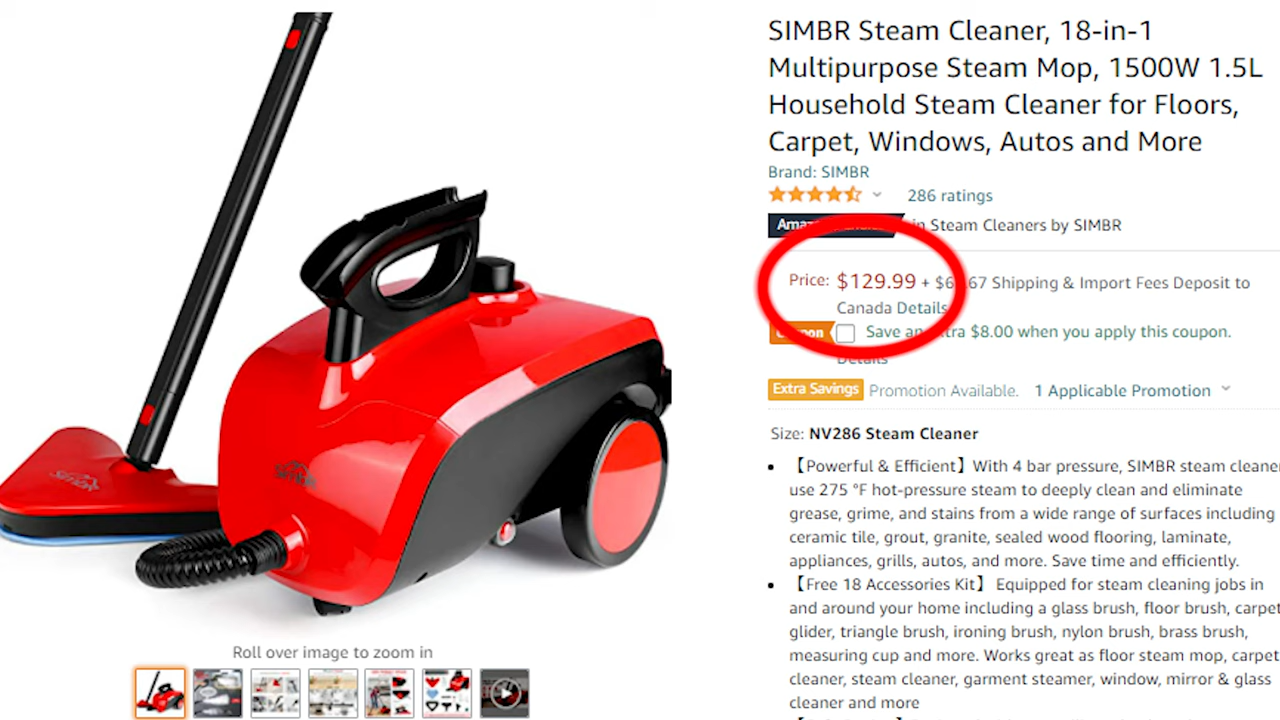 SIMBR Steam Cleaner, 18-in-1
Multipurpose Steam Mop, 1500W 1.5L
Household Steam Cleaner for Floors,
Carpet, Windows, Autos and More
Brand: SIMBR
286 ratings
in Steam Cleaners by SIMBR
Price: $129.99 + Shipping & Import Fees Deposit to
Canada Details
Save an $8.00 when you apply this coupon.
Details
Extra Savings Promotion Available. 1 Applicable Promotion
Size: NV286 Steam Cleaner
• 【Powerful & Efficient】With 4 bar pressure, SIMBR steam cleaner
use 275 °F hot-pressure steam to deeply clean and eliminate
grease, grime, and stains from a wide range of surfaces including
ceramic tile, grout, granite, sealed wood flooring, laminate,
appliances, grills, autos, and more. Save time and efficiently.
• 【Free 18 Accessories Kit】 Equipped for steam cleaning jobs in
and around your home including a glass brush, floor brush, carpet
glider, triangle brush, ironing brush, nylon brush, brass brush,
measuring cup and more. Works great as floor steam mop, carpet
cleaner, steam cleaner, garment steamer, window, mirror & glass
cleaner and more
Roll over image to zoom in